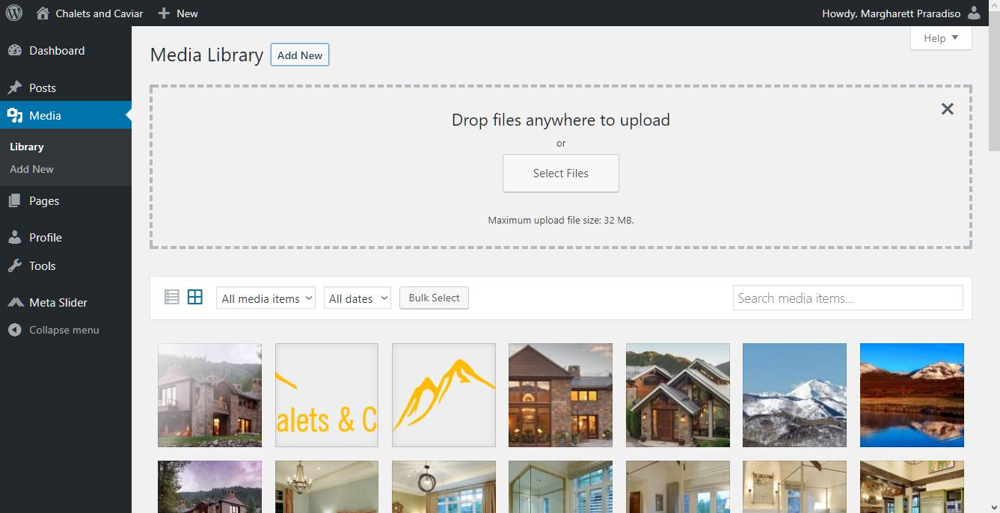 Chalets and Caviar
New
Howdy, Margharett Praradiso
Dashboard
Posts
Media
Library
Add New
Pages
Profile
Tools
Meta Slider
Collapse menu
Help
Media Library
Add New
Drop files anywhere to upload
or
Select Files
Maximum upload file size: 32 MB.
All media items
All dates
Bulk Select
Search media items...
alets & C